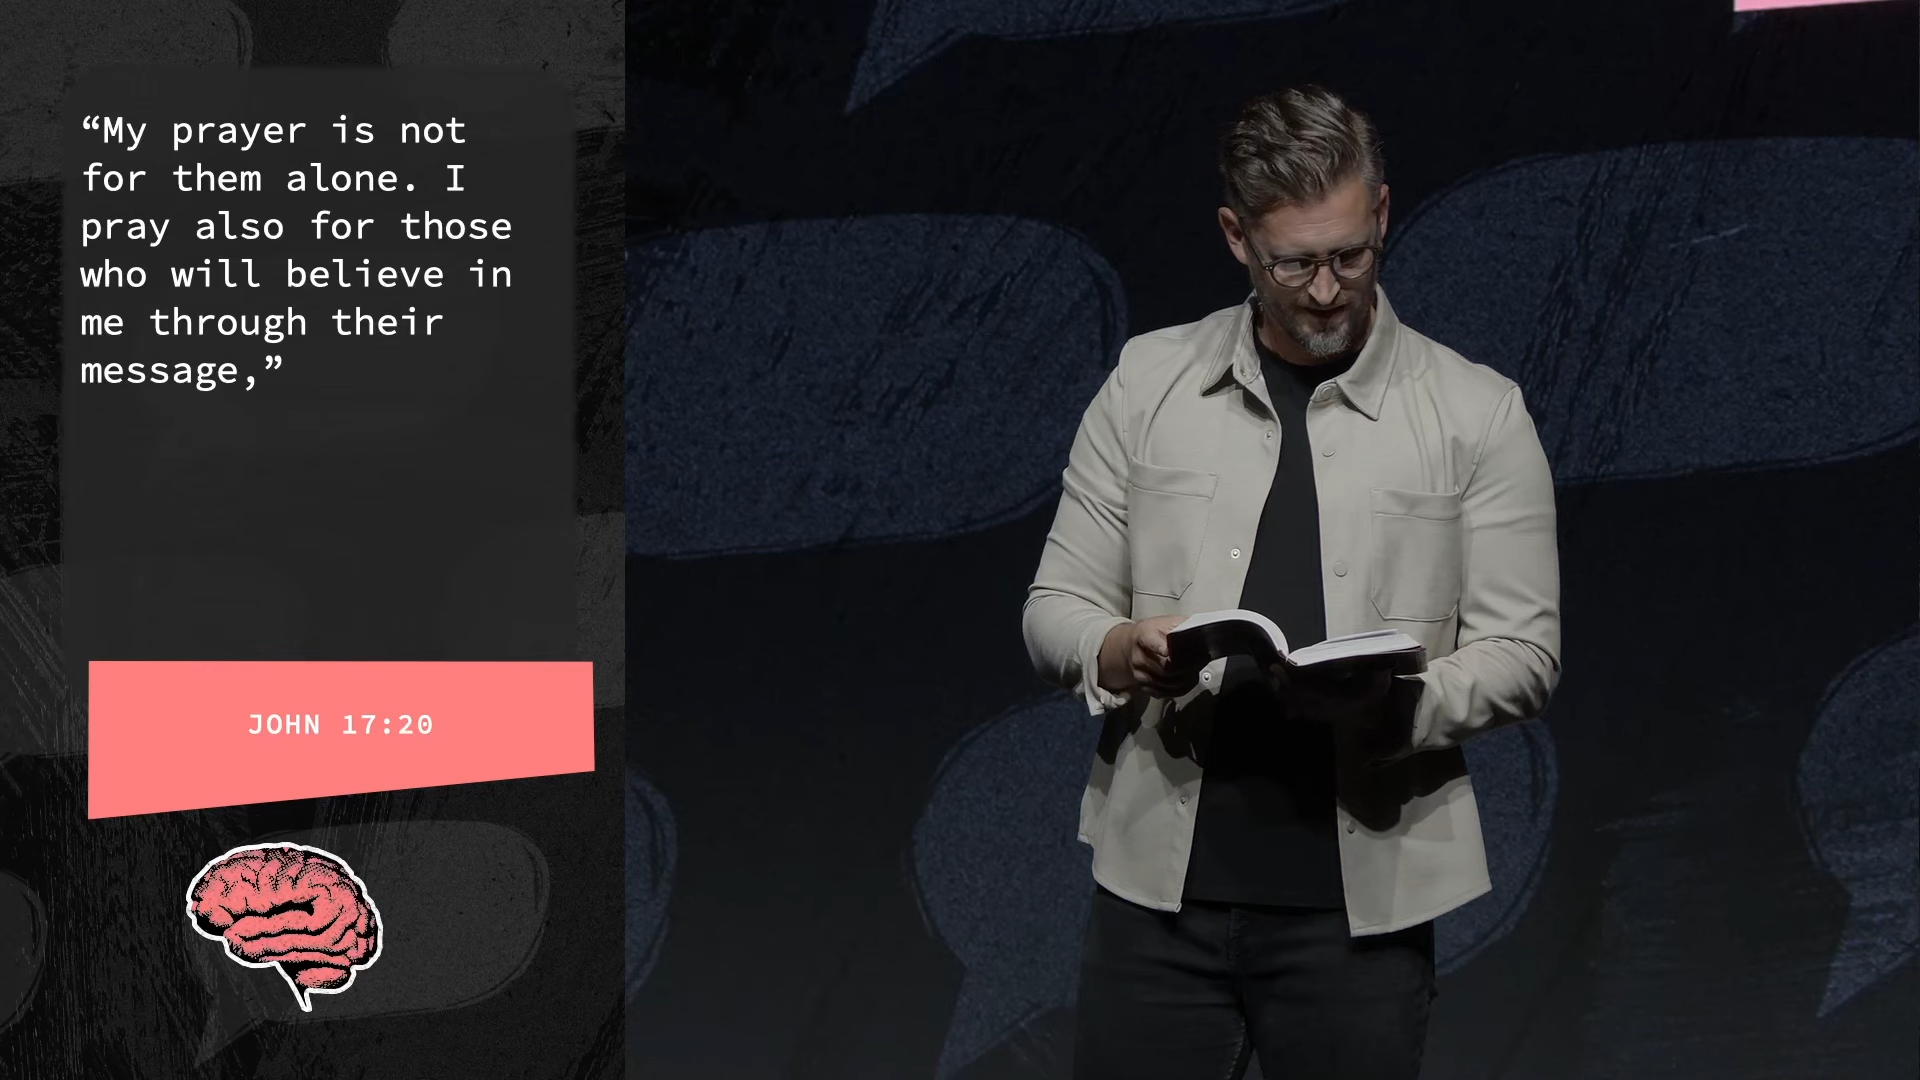 “My prayer is not
for them alone. I
pray also for those
who will believe in
me through their
message,”
JOHN 17:20